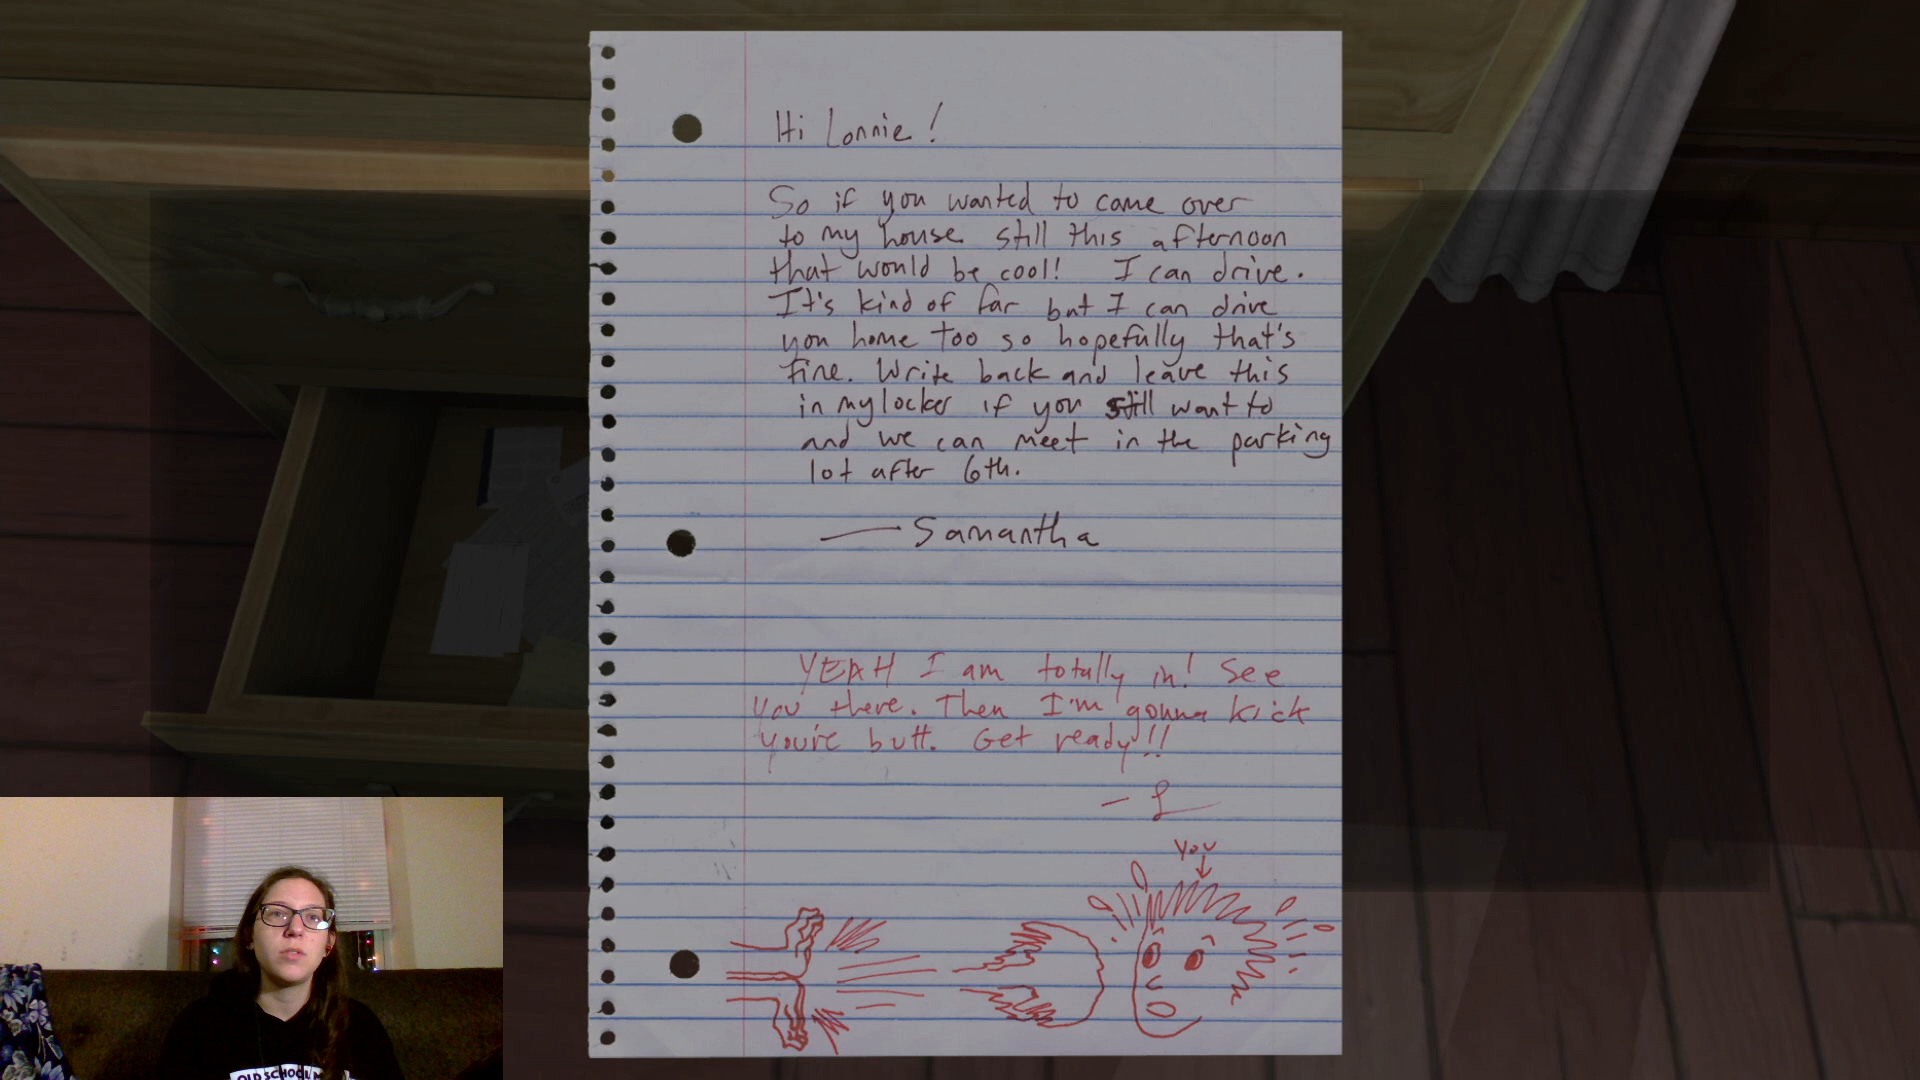 Hi Lonnie!
So if you wanted to come over
to my house still this afternoon
that would be cool! I can drive.
It's kind of far but I can drive
you home too so hopefully that's
fine. Write back and leave this
in my locker if you still want to
and we can meet in the parking
lot after 6th.
— Samantha
YEAH I am totally in! See
you there. Then I'm gonna kick
you're butt. Get ready!!
- L
you
OLD SCHOOL